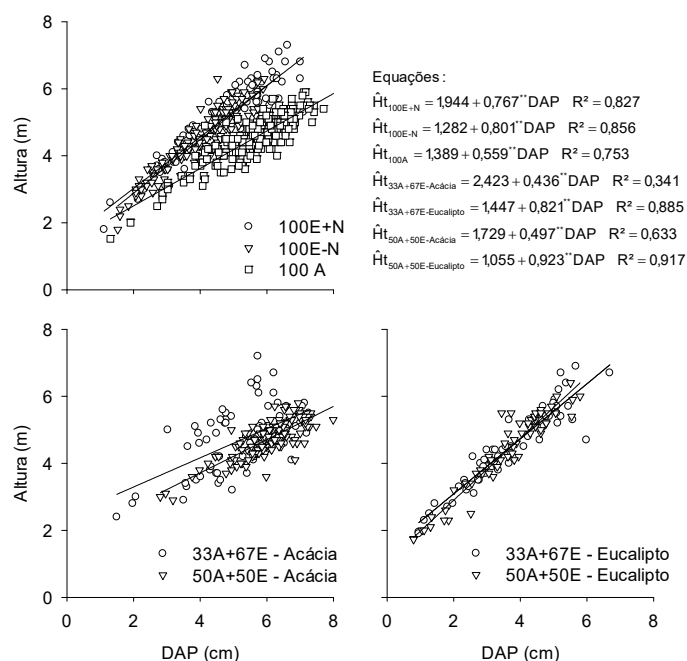 8
6
4
2
0
Altura (m)
0 2 4 6 8
100E+N
100E-N
100 A
Equações :
Ĥt100E+N = 1,944 + 0,767**DAP R² = 0,827
Ĥt100E-N = 1,282 + 0,801**DAP R² = 0,856
Ĥt100A = 1,389 + 0,559**DAP R² = 0,753
Ĥt33A+67E-Acácia = 2,423 + 0,436**DAP R² = 0,341
Ĥt33A+67E-Eucalipto = 1,447 + 0,821**DAP R² = 0,885
Ĥt50A+50E-Acácia = 1,729 + 0,497**DAP R² = 0,633
Ĥt50A+50E-Eucalipto = 1,055 + 0,923**DAP R² = 0,917
8
6
4
2
0
Altura (m)
33A+67E - Acácia
50A+50E - Acácia
0 2 4 6 8
DAP (cm)
33A+67E - Eucalipto
50A+50E - Eucalipto
0 2 4 6 8
DAP (cm)